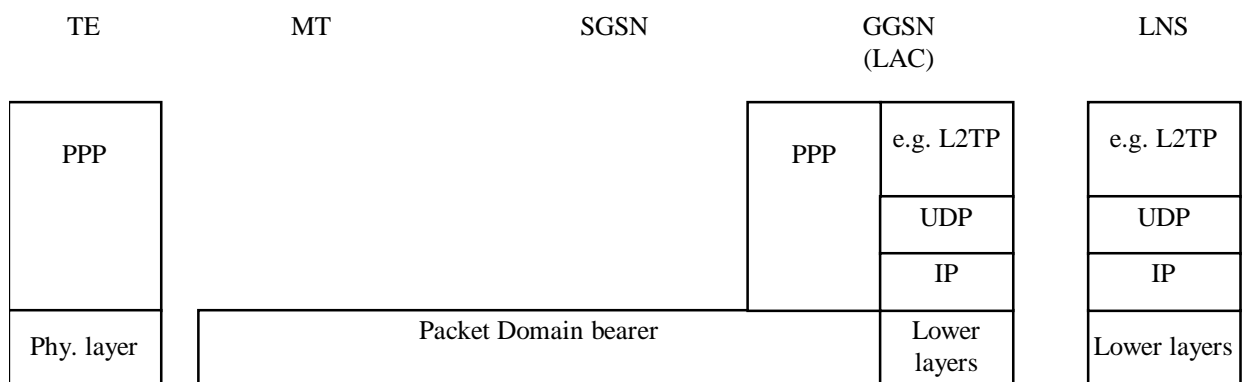 TE
MT
SGSN
GGSN
(LAC)
LNS
PPP
PPP
e.g. L2TP
e.g. L2TP
UDP
UDP
IP
IP
Phy. layer
Packet Domain bearer
Lower
layers
Lower layers